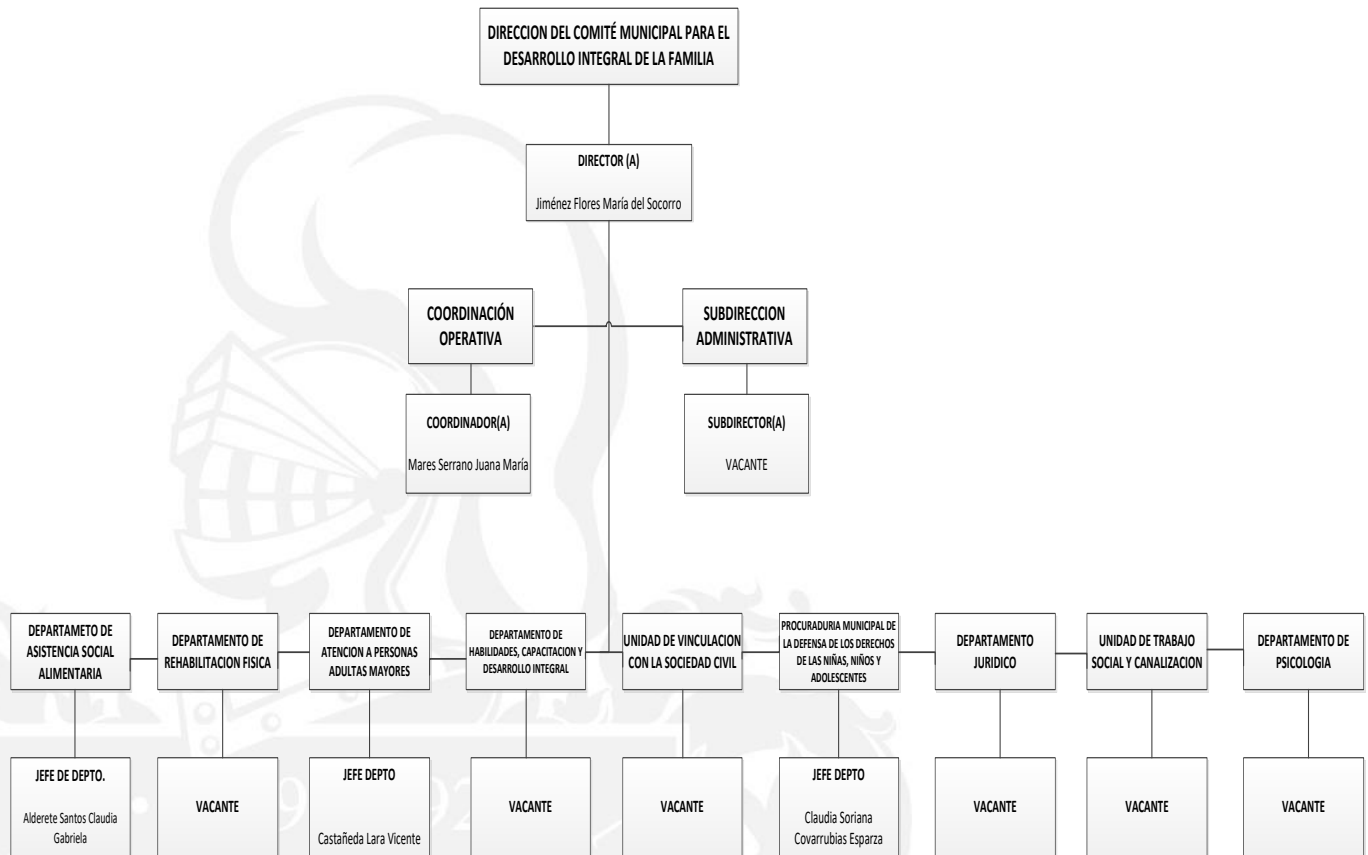 DIRECCION DEL COMITÉ MUNICIPAL PARA EL
DESARROLLO INTEGRAL DE LA FAMILIA
DIRECTOR (A)
Jiménez Flores María del Socorro
COORDINACIÓN
OPERATIVA
SUBDIRECCION
ADMINISTRATIVA
COORDINADOR(A)
Mares Serrano Juana María
SUBDIRECTOR(A)
VACANTE
DEPARTAMETO DE
ASISTENCIA SOCIAL
ALIMENTARIA
DEPARTAMENTO DE
REHABILITACION FISICA
DEPARTAMENTO DE
ATENCION A PERSONAS
ADULTAS MAYORES
DEPARTAMENTO DE
HABILIDADES, CAPACITACION Y
DESARROLLO INTEGRAL
UNIDAD DE VINCULACION
CON LA SOCIEDAD CIVIL
PROCURADURIA MUNICIPAL DE
LA DEFENSA DE LOS DERECHOS
DE LAS NIÑAS, NIÑOS Y
ADOLESCENTES
DEPARTAMENTO
JURIDICO
UNIDAD DE TRABAJO
SOCIAL Y CANALIZACION
DEPARTAMENTO DE
PSICOLOGIA
JEFE DE DEPTO.
Alderete Santos Claudia
Gabriela
VACANTE
JEFE DEPTO
Castañeda Lara Vicente
VACANTE
VACANTE
JEFE DEPTO
Claudia Soriana
Covarrubias Esparza
VACANTE
VACANTE
VACANTE